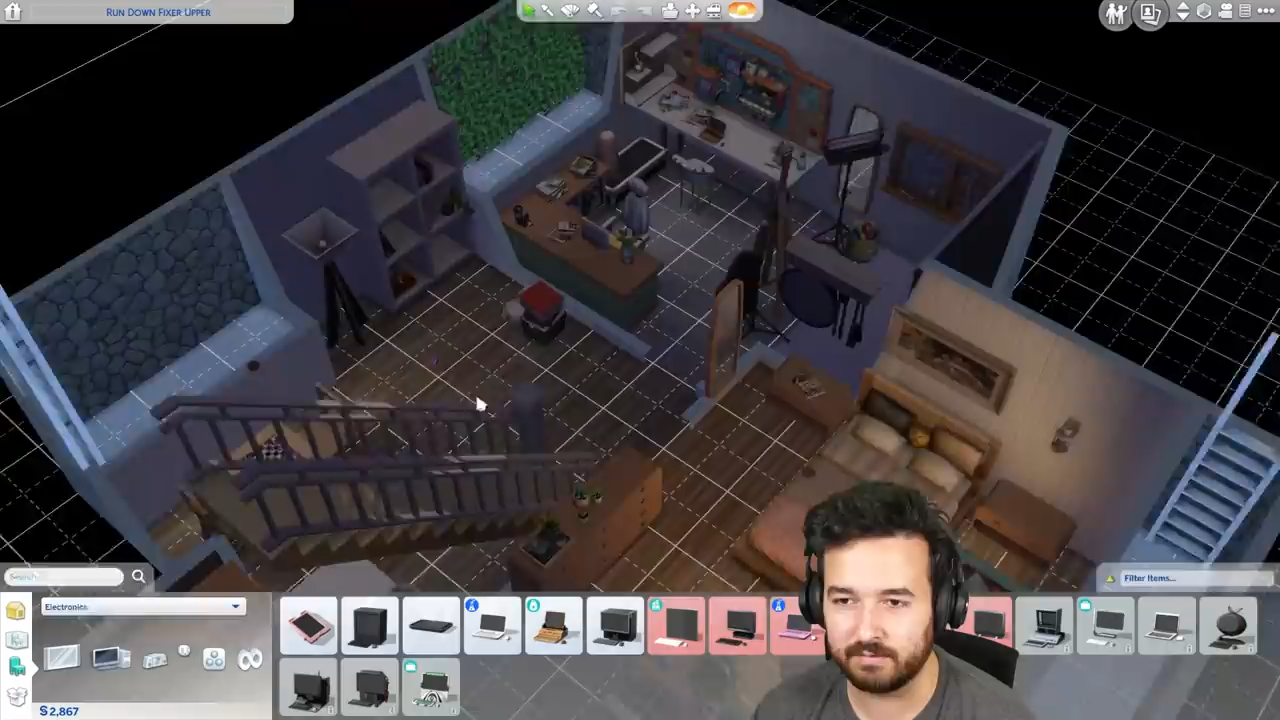 RUN DOWN FIXER UPPER
Search...
Filter Items...
Electronics
§2,867